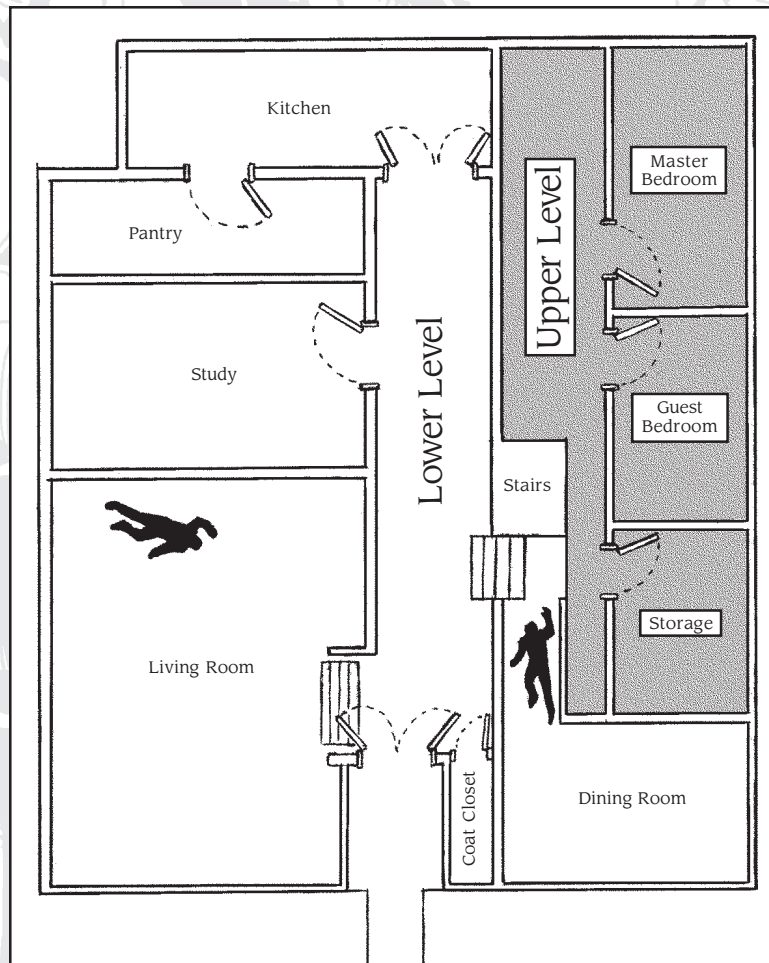 Kitchen
Master
Bedroom
Pantry
Upper Level
Study
Lower Level
Guest
Bedroom
Stairs
Storage
Living Room
Coat Closet
Dining Room